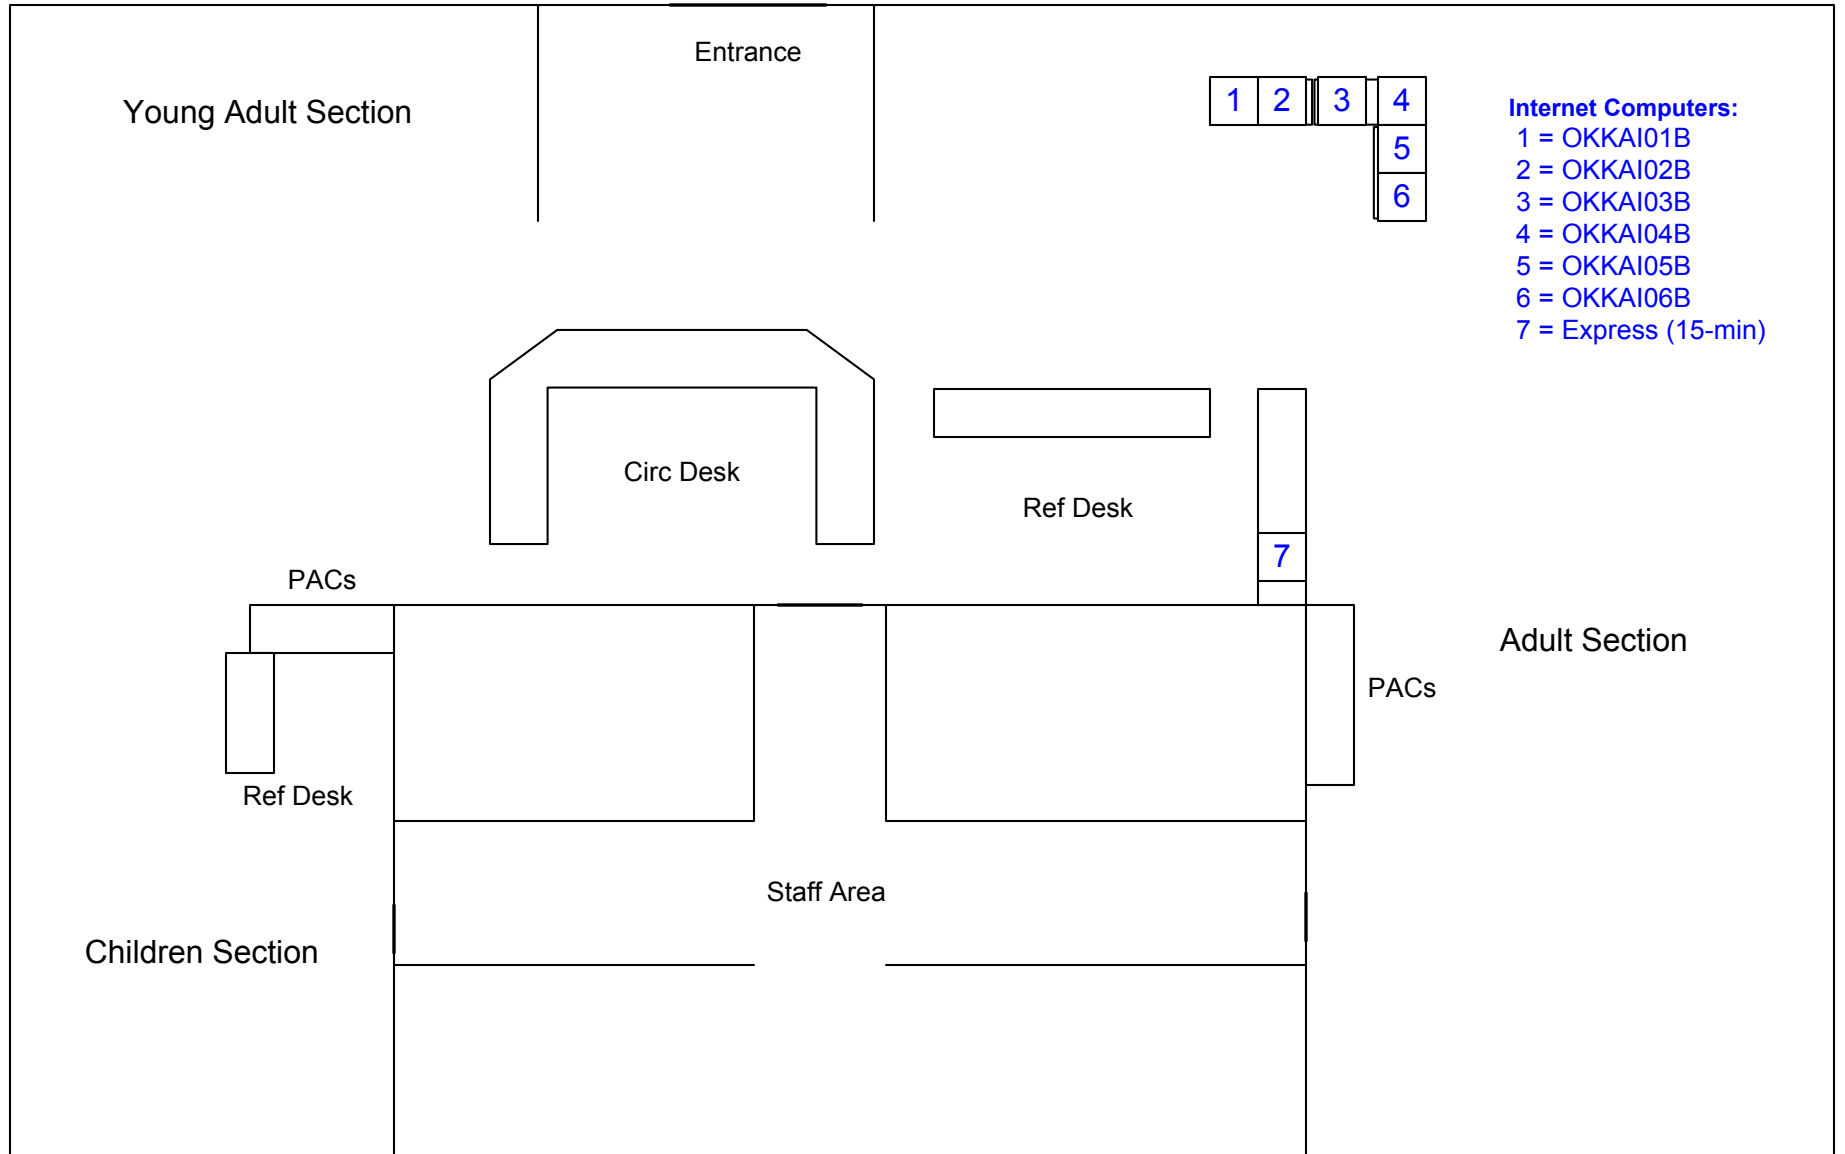 Entrance
Young Adult Section
1 2 3 4
5
6
Internet Computers:
1 = OKKAI01B
2 = OKKAI02B
3 = OKKAI03B
4 = OKKAI04B
5 = OKKAI05B
6 = OKKAI06B
7 = Express (15-min)
Circ Desk
Ref Desk
7
PACs
Adult Section
PACs
Ref Desk
Staff Area
Children Section